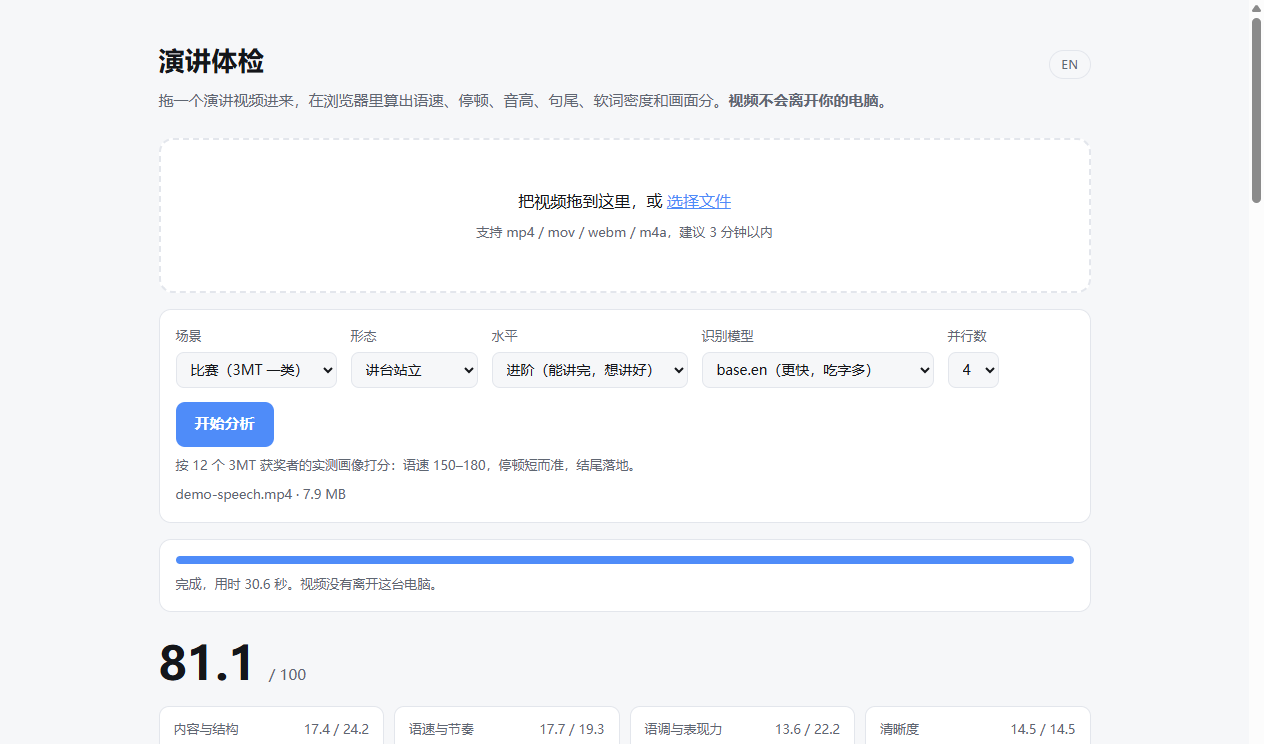 演讲体检
EN
拖一个演讲视频进来，在浏览器里算出语速、停顿、音高、句尾、软词密度和画面分。视频不会离开你的电脑。
把视频拖到这里，或 选择文件
支持 mp4 / mov / webm / m4a，建议 3 分钟以内
场景 形态 水平 识别模型 并行数
比赛（3MT 一类） 讲台站立 进阶（能讲完，想讲好） base.en（更快，吃字多） 4
开始分析
按 12 个 3MT 获奖者的实测画像打分：语速 150–180，停顿短而准，结尾落地。
demo-speech.mp4 · 7.9 MB
完成，用时 30.6 秒。视频没有离开这台电脑。
81.1 / 100
内容与结构 17.4 / 24.2 语速与节奏 17.7 / 19.3 语调与表现力 13.6 / 22.2 清晰度 14.5 / 14.5